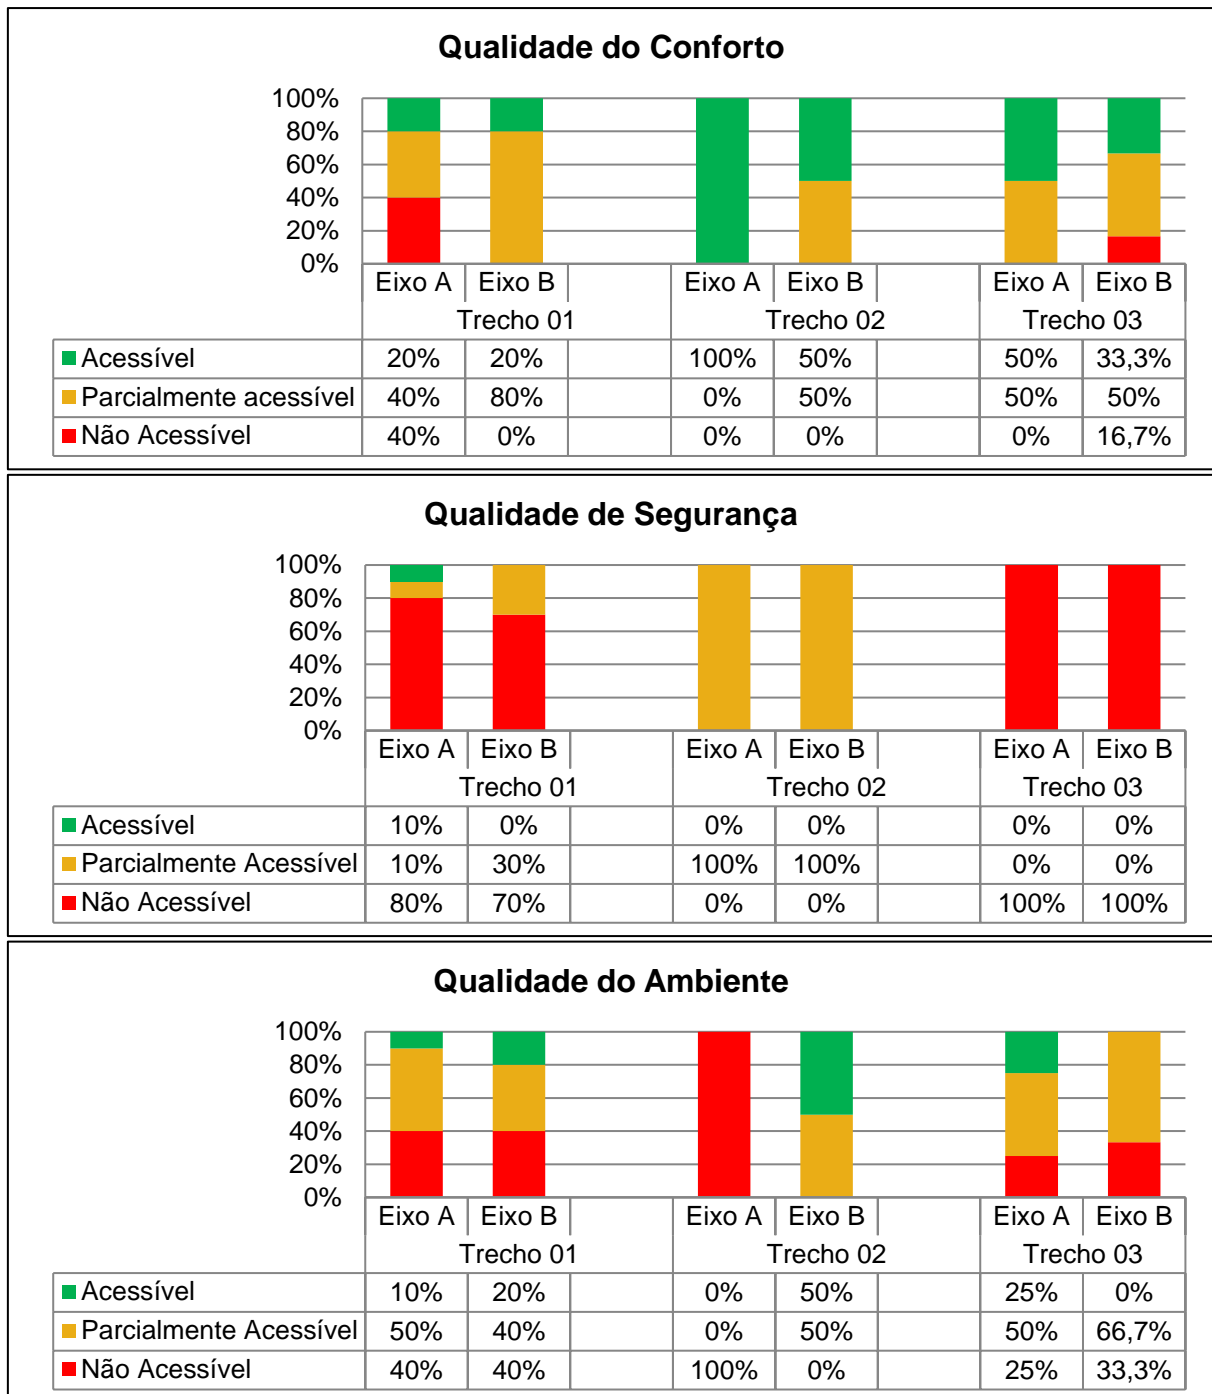 Qualidade do Conforto
100%
80%
60%
40%
20%
0%
Eixo A Eixo B Eixo A Eixo B Eixo A Eixo B
Trecho 01 Trecho 02 Trecho 03
Acessível 20% 20% 100% 50% 50% 33,3%
Parcialmente acessível 40% 80% 0% 50% 50% 50%
Não Acessível 40% 0% 0% 0% 0% 16,7%
Qualidade de Segurança
100%
80%
60%
40%
20%
0%
Eixo A Eixo B Eixo A Eixo B Eixo A Eixo B
Trecho 01 Trecho 02 Trecho 03
Acessível 10% 0% 0% 0% 0% 0%
Parcialmente Acessível 10% 30% 100% 100% 0% 0%
Não Acessível 80% 70% 0% 0% 100% 100%
Qualidade do Ambiente
100%
80%
60%
40%
20%
0%
Eixo A Eixo B Eixo A Eixo B Eixo A Eixo B
Trecho 01 Trecho 02 Trecho 03
Acessível 10% 20% 0% 50% 25% 0%
Parcialmente Acessível 50% 40% 0% 50% 50% 66,7%
Não Acessível 40% 40% 100% 0% 25% 33,3%